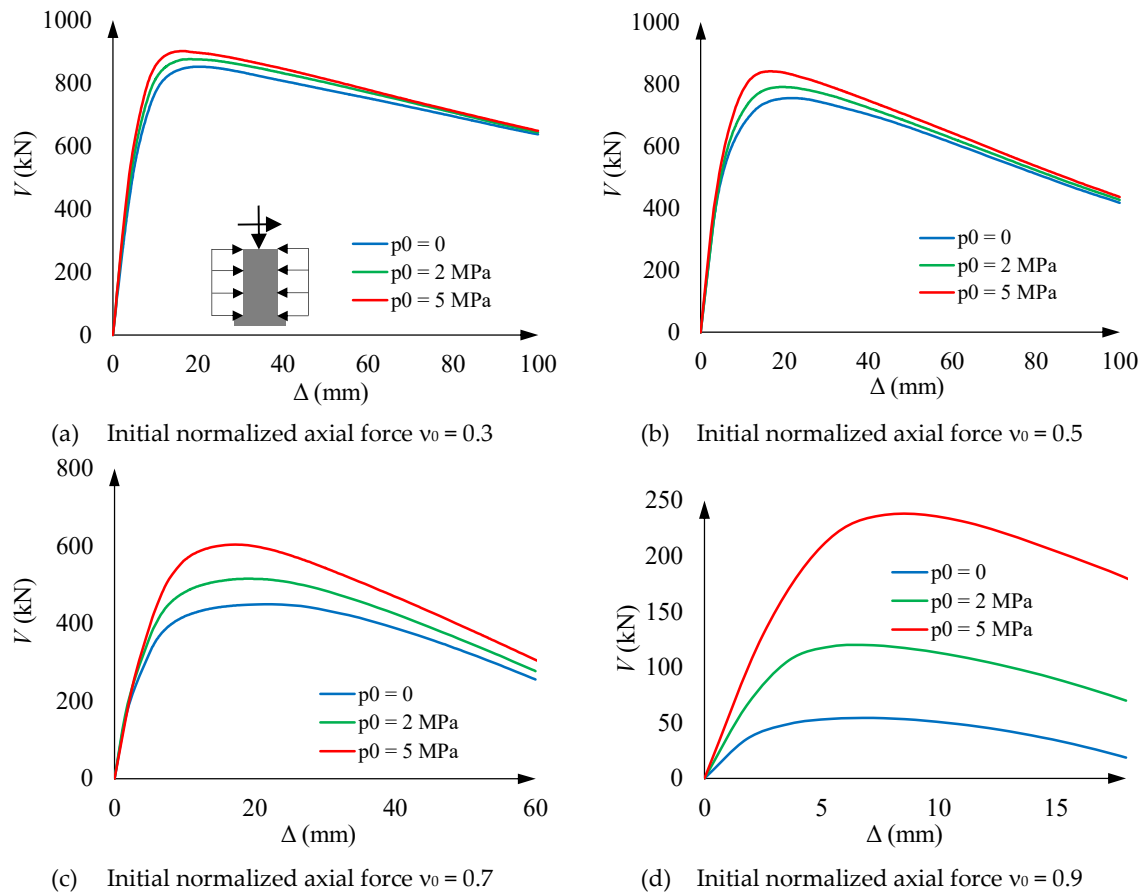 1000
800
600
400
200
0
V (kN)
0 20 40 60 80 100
Δ (mm)
p0 = 0
p0 = 2 MPa
p0 = 5 MPa
(a) Initial normalized axial force ν₀ = 0.3
1000
800
600
400
200
0
V (kN)
0 20 40 60 80 100
Δ (mm)
p0 = 0
p0 = 2 MPa
p0 = 5 MPa
(b) Initial normalized axial force ν₀ = 0.5
800
600
400
200
0
V (kN)
0 20 40 60
Δ (mm)
p0 = 0
p0 = 2 MPa
p0 = 5 MPa
(c) Initial normalized axial force ν₀ = 0.7
250
200
150
100
50
0
V (kN)
0 5 10 15
Δ (mm)
p0 = 0
p0 = 2 MPa
p0 = 5 MPa
(d) Initial normalized axial force ν₀ = 0.9